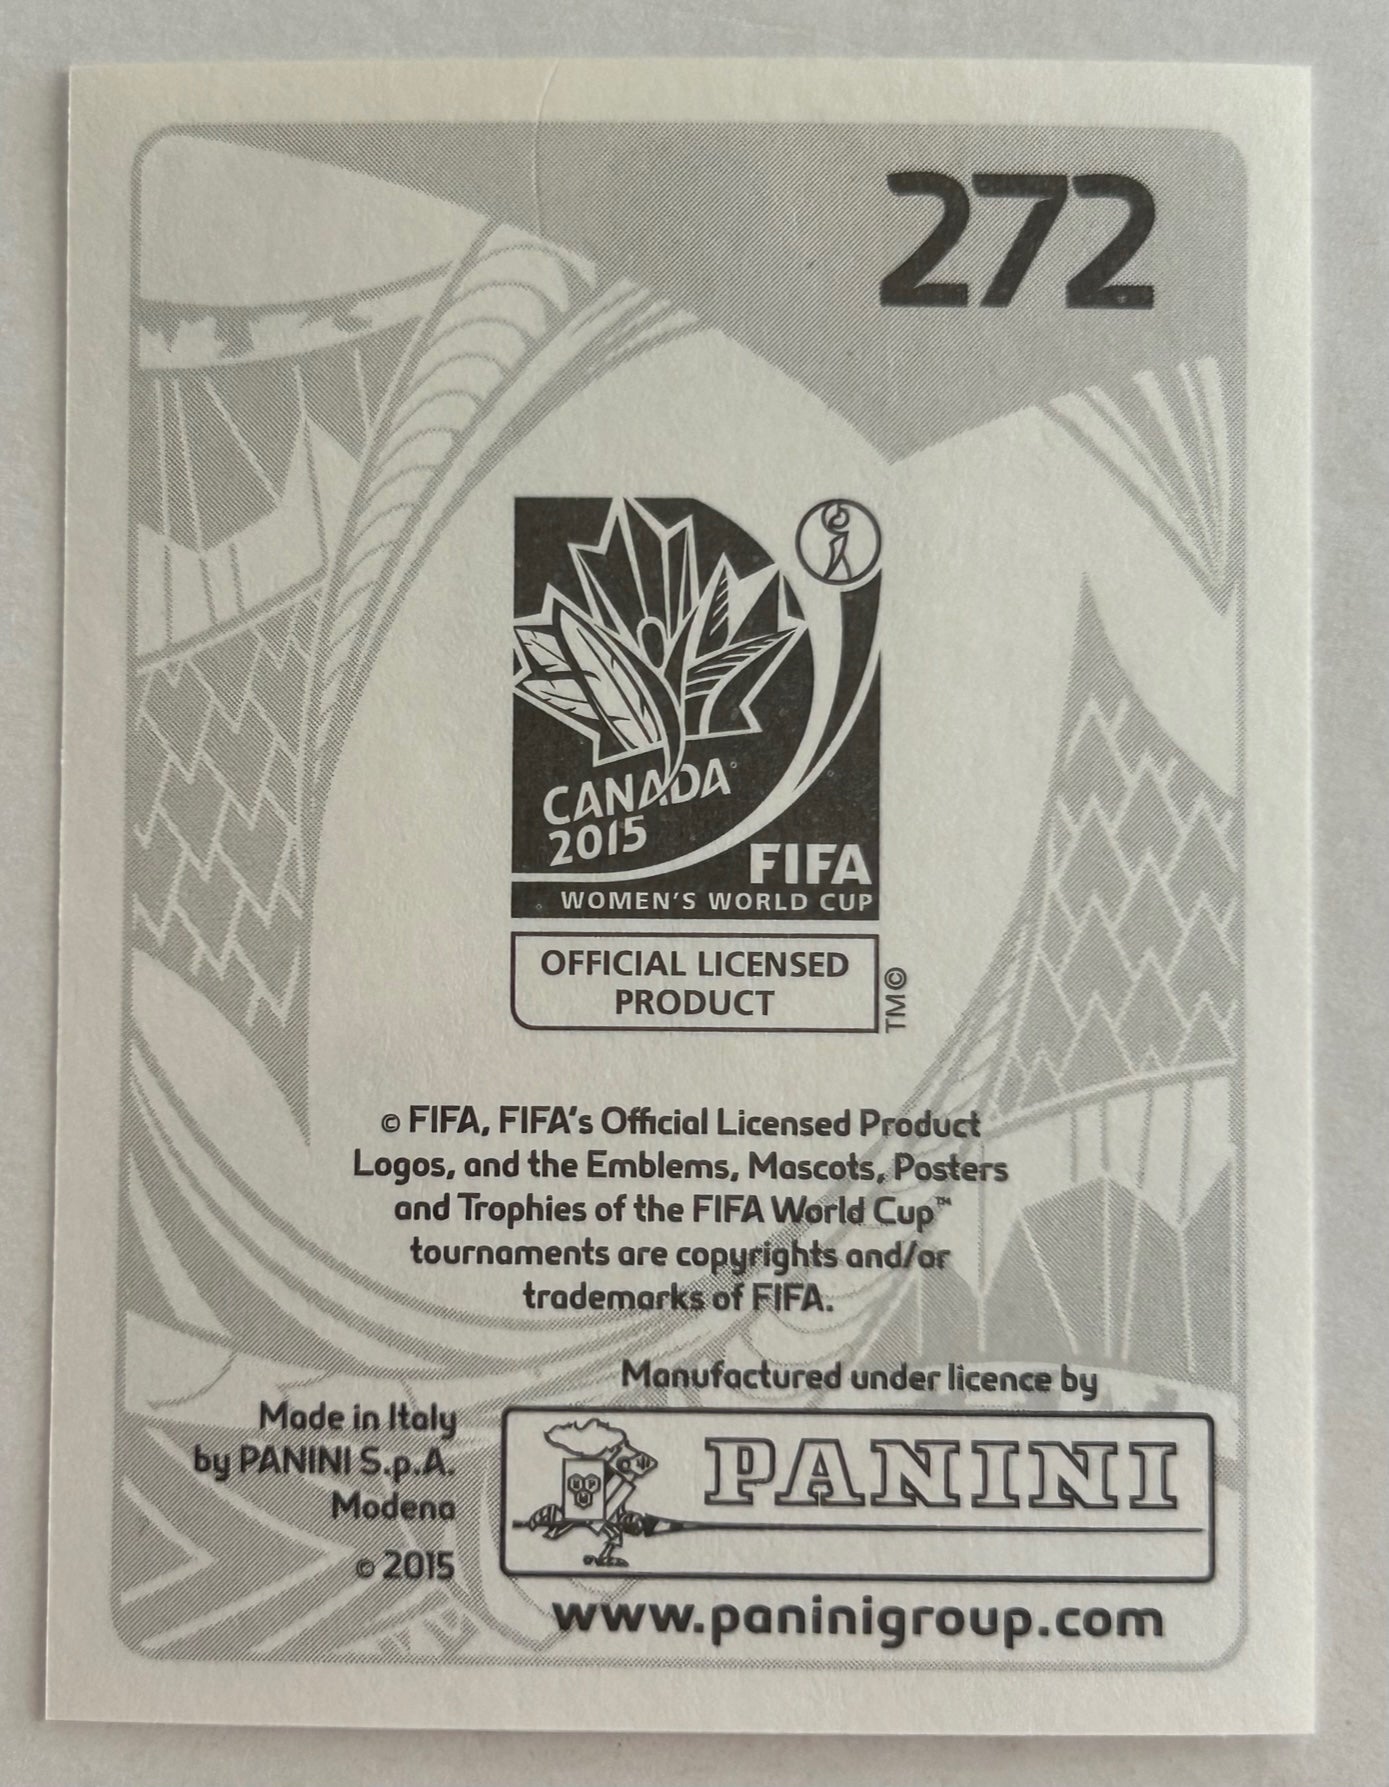 272
CANADA
2015
FIFA
WOMEN'S WORLD CUP
OFFICIAL LICENSED
PRODUCT
TM©
© FIFA, FIFA's Official Licensed Product
Logos, and the Emblems, Mascots, Posters
and Trophies of the FIFA World Cup™
tournaments are copyrights and/or
trademarks of FIFA.
Manufactured under licence by
Made in Italy
by PANINI S.p.A.
Modena
© 2015
PANINI
www.paninigroup.com